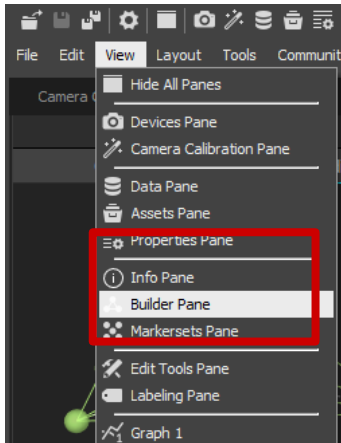 File Edit View Layout Tools Communit
Hide All Panes
Camera
Devices Pane
Camera Calibration Pane
Data Pane
Assets Pane
Properties Pane
Info Pane
Builder Pane
Markersets Pane
Edit Tools Pane
Labeling Pane
Graph 1